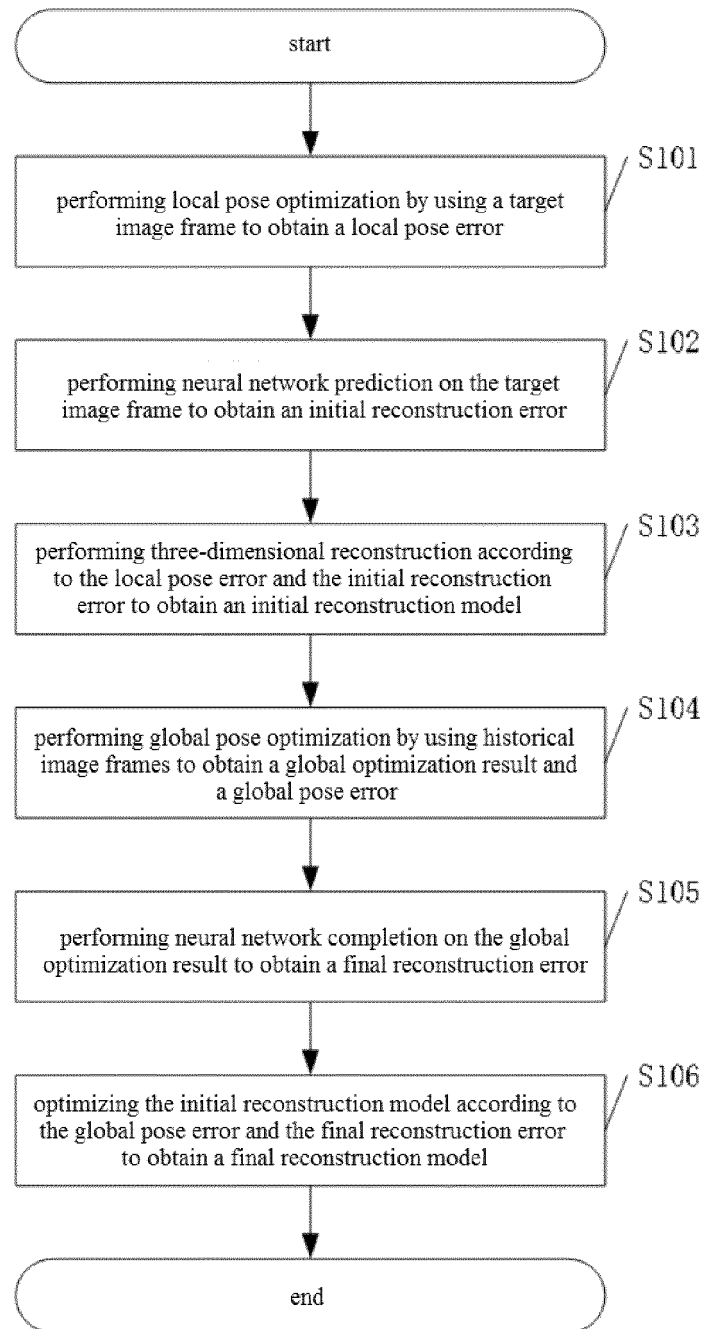 start
S101
performing local pose optimization by using a target
image frame to obtain a local pose error
S102
performing neural network prediction on the target
image frame to obtain an initial reconstruction error
S103
performing three-dimensional reconstruction according
to the local pose error and the initial reconstruction
error to obtain an initial reconstruction model
S104
performing global pose optimization by using historical
image frames to obtain a global optimization result and
a global pose error
S105
performing neural network completion on the global
optimization result to obtain a final reconstruction error
S106
optimizing the initial reconstruction model according to
the global pose error and the final reconstruction error
to obtain a final reconstruction model
end